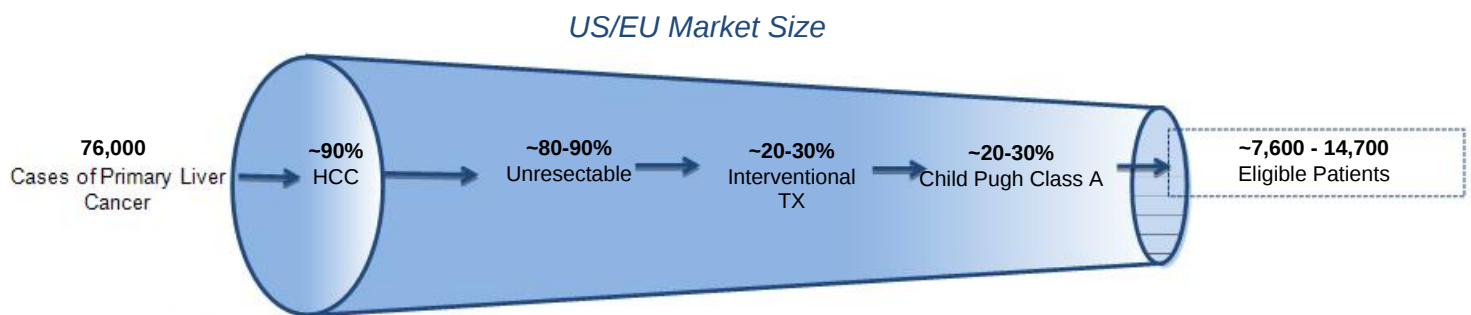 US/EU Market Size
76,000
Cases of Primary Liver
Cancer
~90%
HCC
~80-90%
Unresectable
~20-30%
Interventional
TX
~20-30%
Child Pugh Class A
~7,600 - 14,700
Eligible Patients